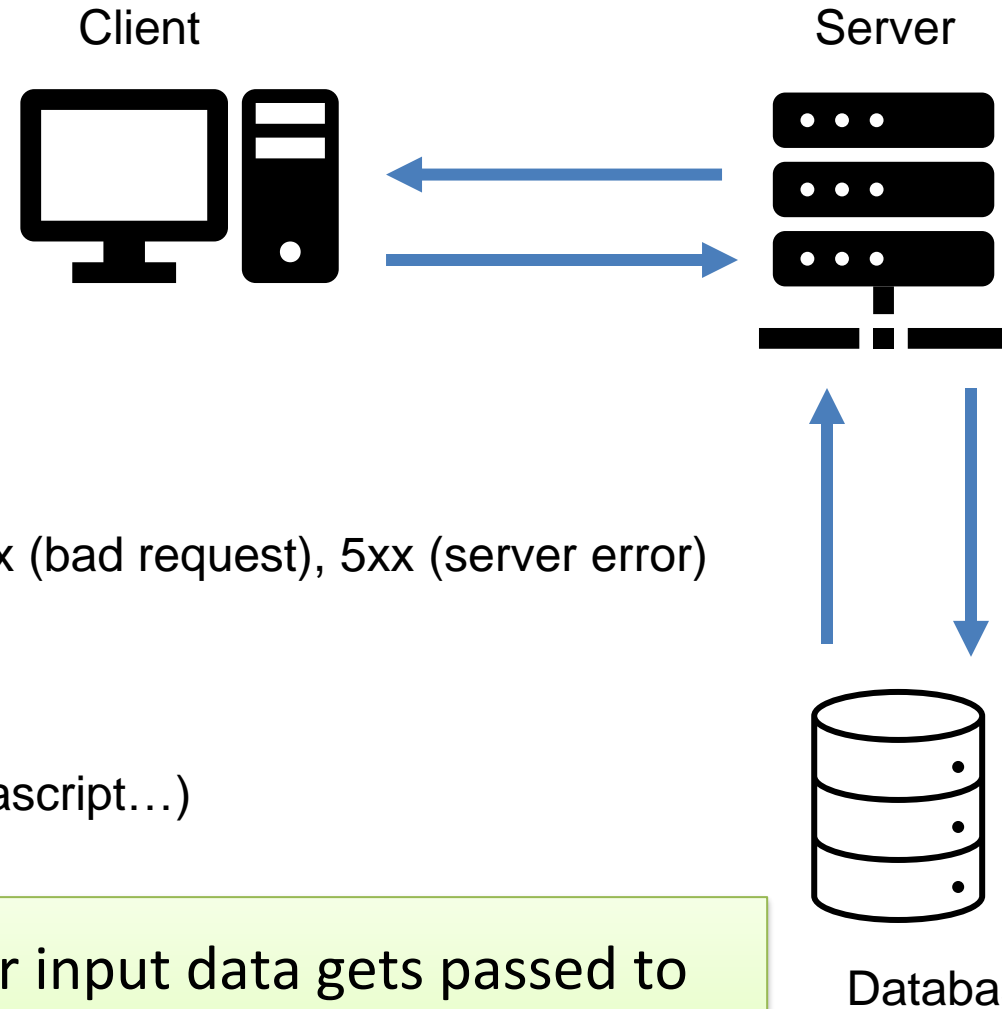 Client
Server
x (bad request), 5xx (server error)
ascript…)
r input data gets passed to
Databa